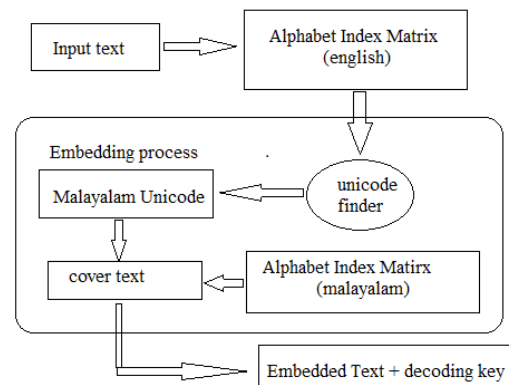 Input text
Alphabet Index Matrix
(english)
Embedding process
unicode
finder
Malayalam Unicode
cover text
Alphabet Index Matirx
(malayalam)
Embedded Text + decoding key